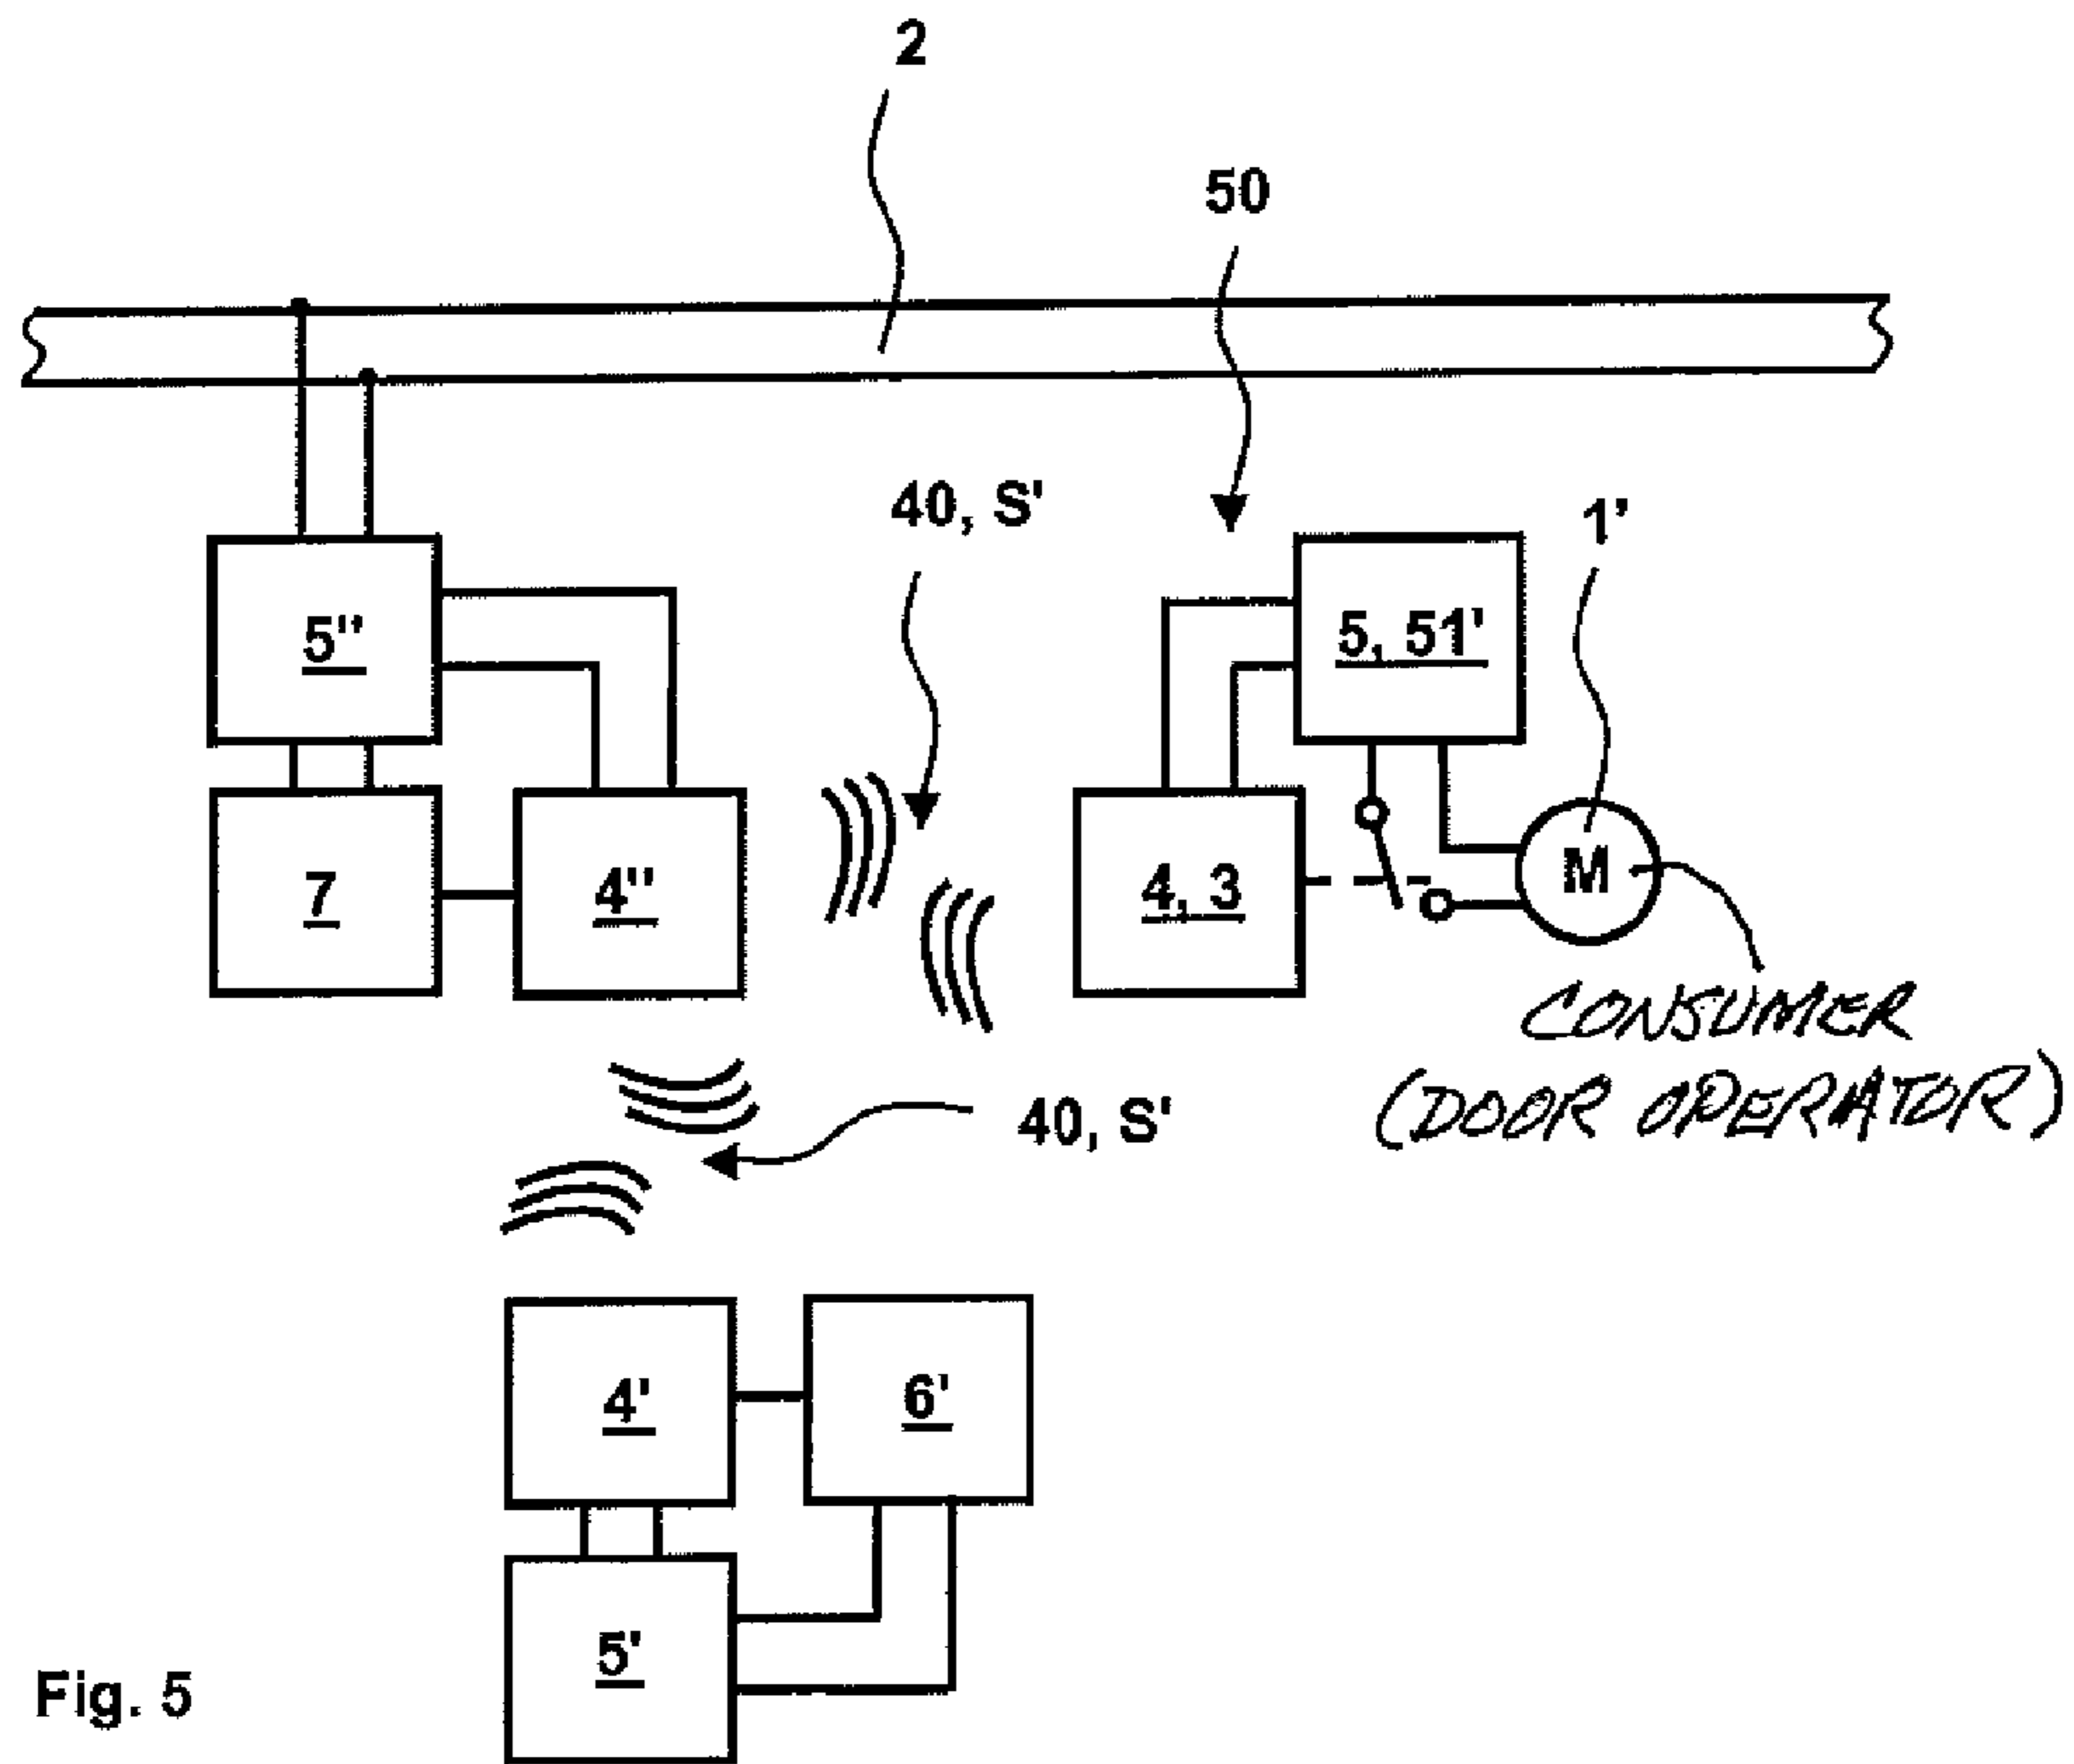 2
50
40, S'
1'
5"
5, 51'
7
4"
4, 3
M
CONSUMER
(DOOR OPERATOR)
40, S'
4'
6'
5'
Fig. 5